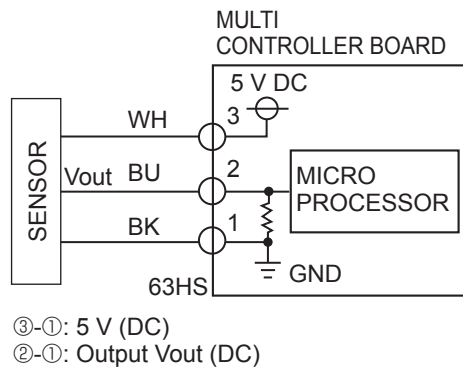 MULTI
CONTROLLER BOARD
5 V DC
WH
3
SENSOR
Vout
BU
2
MICRO
PROCESSOR
BK
1
GND
63HS
③-①: 5 V (DC)
②-①: Output Vout (DC)